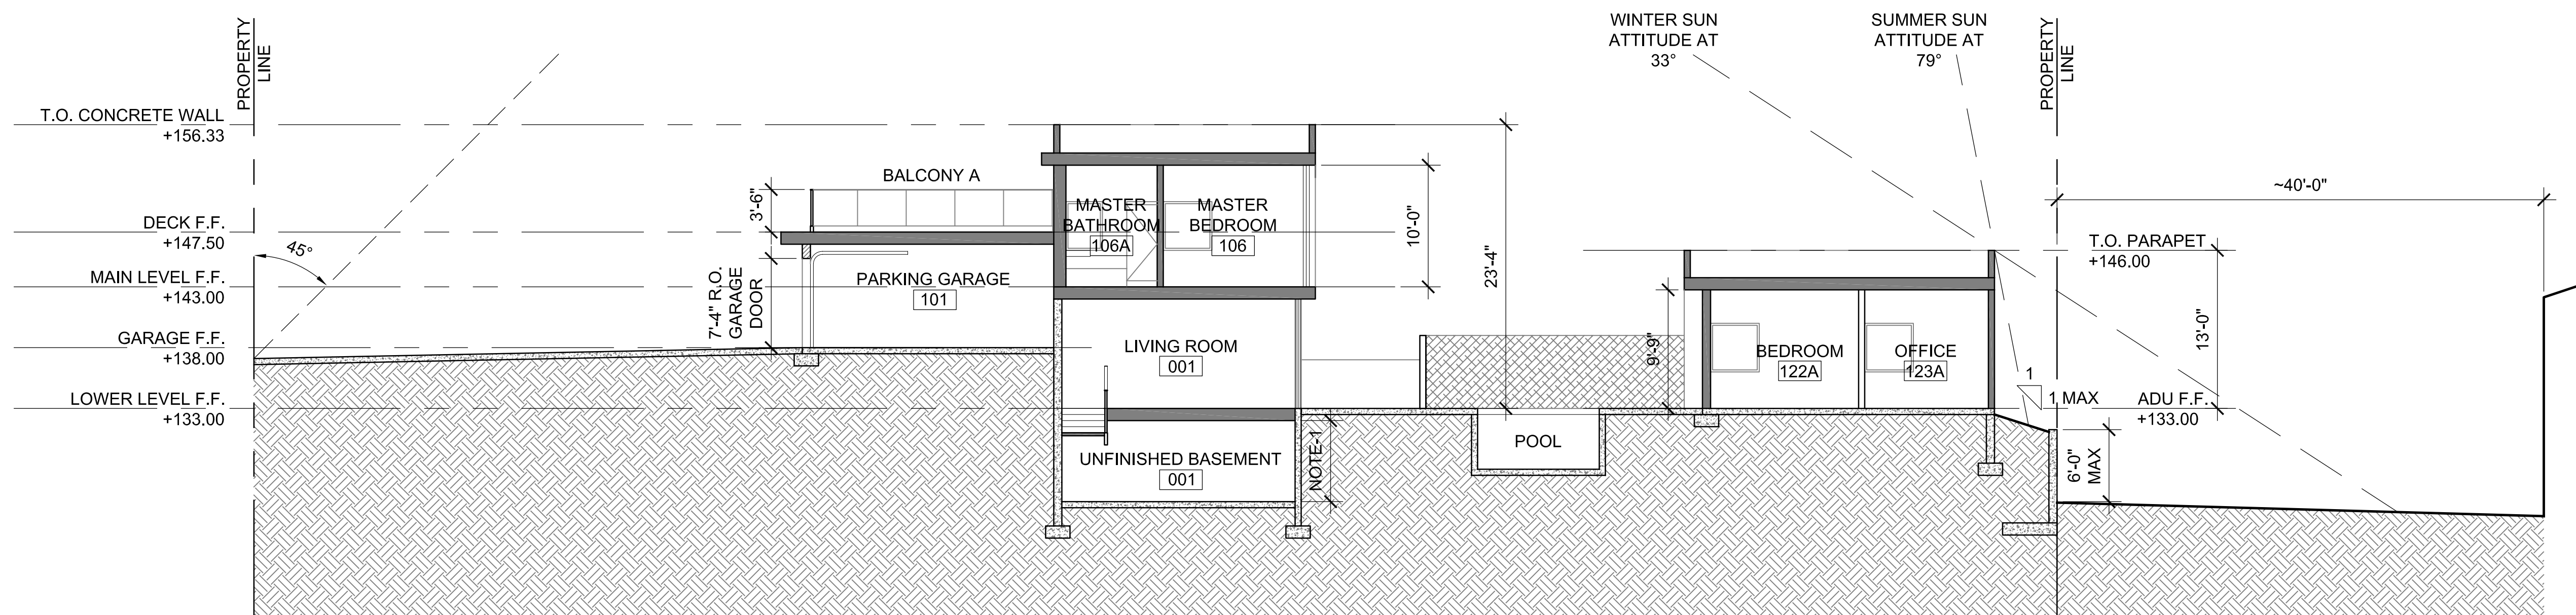 PROPERTY
LINE
T.O. CONCRETE WALL
+156.33
DECK F.F.
+147.50
45°
MAIN LEVEL F.F.
+143.00
GARAGE F.F.
+138.00
LOWER LEVEL F.F.
+133.00
BALCONY A
3'-6"
7'-4" R.O.
GARAGE
DOOR
PARKING GARAGE
101
MASTER
BATHROOM
106A
MASTER
BEDROOM
106
10'-0"
23'-4"
LIVING ROOM
001
UNFINISHED BASEMENT
001
NOTE-1
POOL
WINTER SUN
ATTITUDE AT
33°
SUMMER SUN
ATTITUDE AT
79°
9'-9"
BEDROOM
122A
OFFICE
123A
PROPERTY
LINE
~40'-0"
T.O. PARAPET
+146.00
13'-0"
1
1 MAX
ADU F.F.
+133.00
6'-0"
MAX